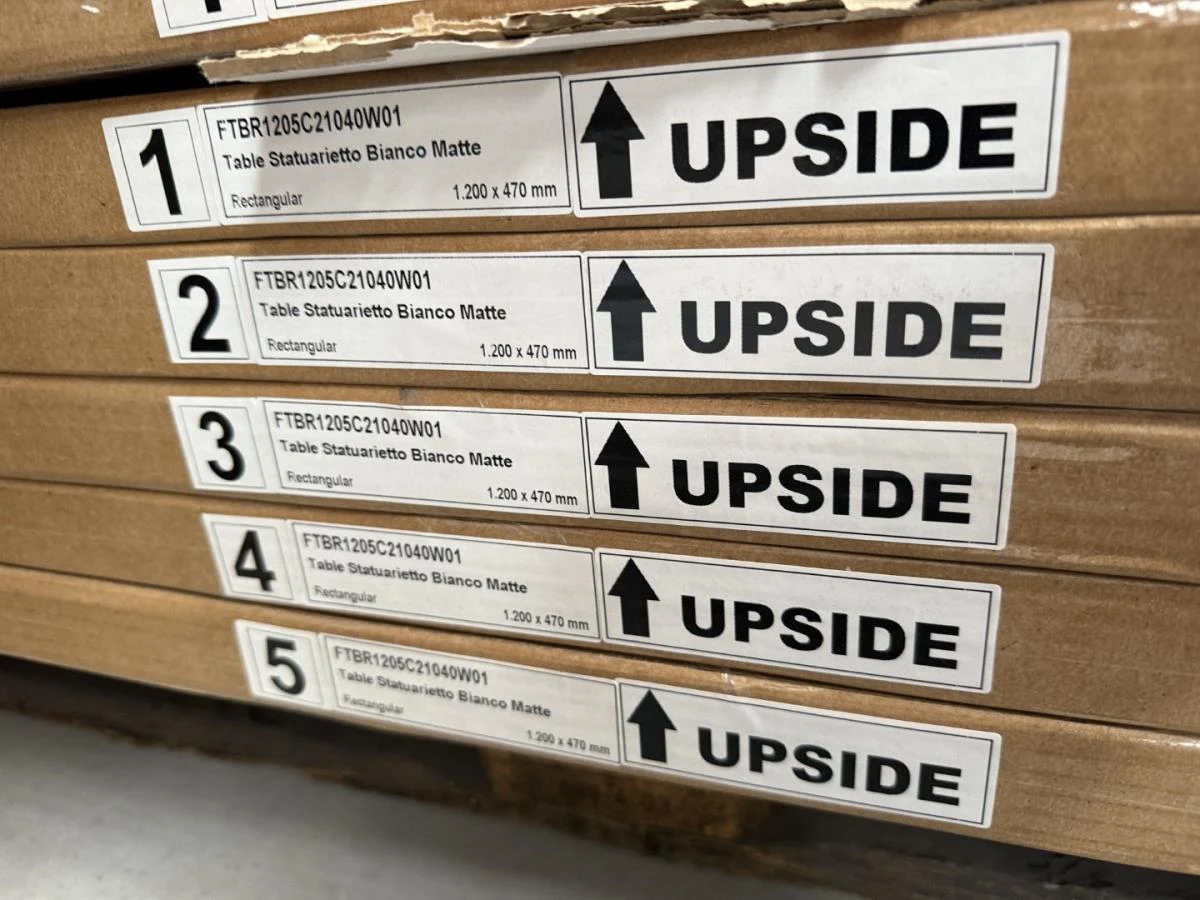 1
FTBR1205C21040W01
Table Statuarietto Bianco Matte
Rectangular 1.200 x 470 mm
UPSIDE
2
FTBR1205C21040W01
Table Statuarietto Bianco Matte
Rectangular 1.200 x 470 mm
UPSIDE
3
FTBR1205C21040W01
Table Statuarietto Bianco Matte
Rectangular 1.200 x 470 mm
UPSIDE
4
FTBR1205C21040W01
Table Statuarietto Bianco Matte
Rectangular 1.200 x 470 mm
UPSIDE
5
FTBR1205C21040W01
Table Statuarietto Bianco Matte
Rectangular 1.200 x 470 mm
UPSIDE